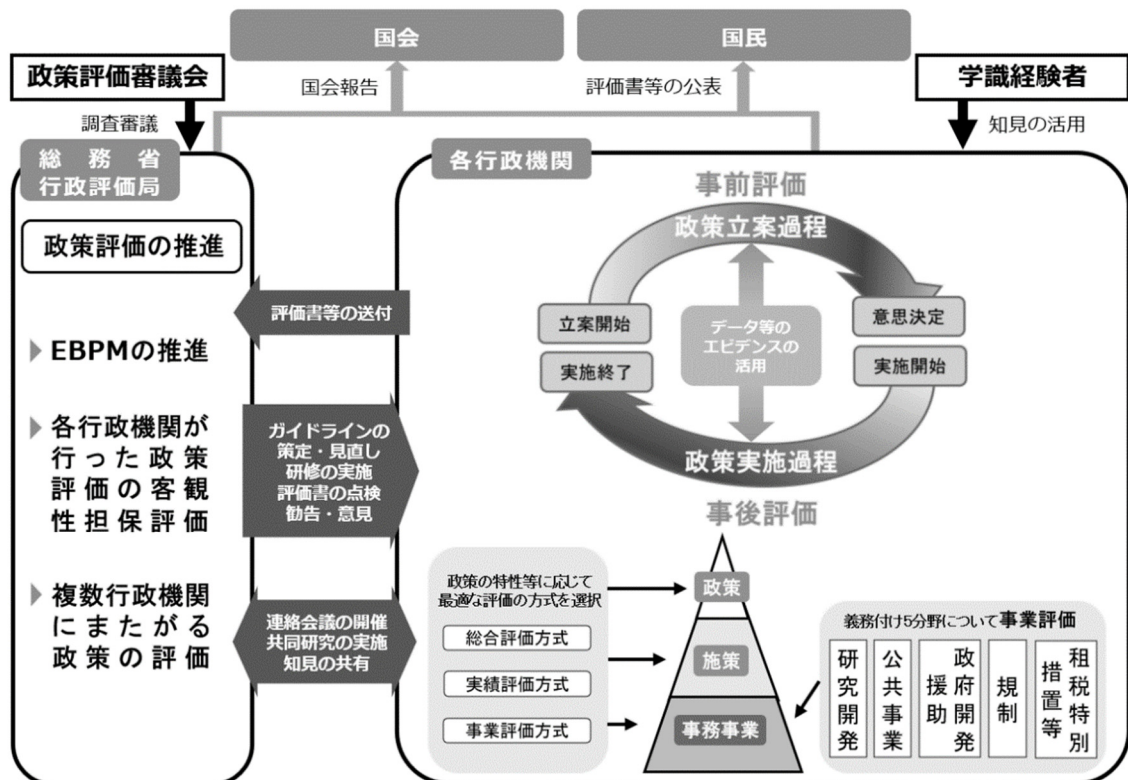 国会
国民
政策評価審議会
国会報告
評価書等の公表
学識経験者
調査審議
知見の活用
総務省
行政評価局
各行政機関
政策評価の推進
EBPMの推進
各行政機関が
行った政策
評価の客観
性担保評価
複数行政機関
にまたがる
政策の評価
評価書等の送付
ガイドラインの
策定・見直し
研修の実施
評価書の点検
勧告・意見
連絡会議の開催
共同研究の実施
知見の共有
事前評価
政策立案過程
立案開始
意思決定
データ等の
エビデンスの
活用
実施終了
実施開始
政策実施過程
事後評価
政策の特性等に応じて
最適な評価の方式を選択
総合評価方式
実績評価方式
事業評価方式
政策
施策
事務事業
義務付け5分野について事業評価
研究開発
公共事業
政府開発
援助
規制
租税特別
措置等